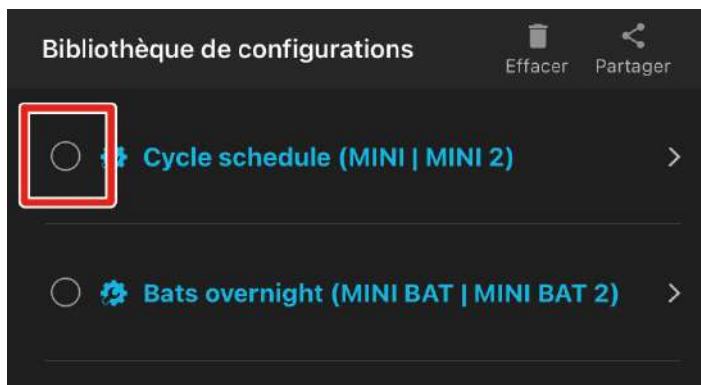 Bibliothèque de configurations
Effacer Partager
Cycle schedule (MINI | MINI 2)
Bats overnight (MINI BAT | MINI BAT 2)